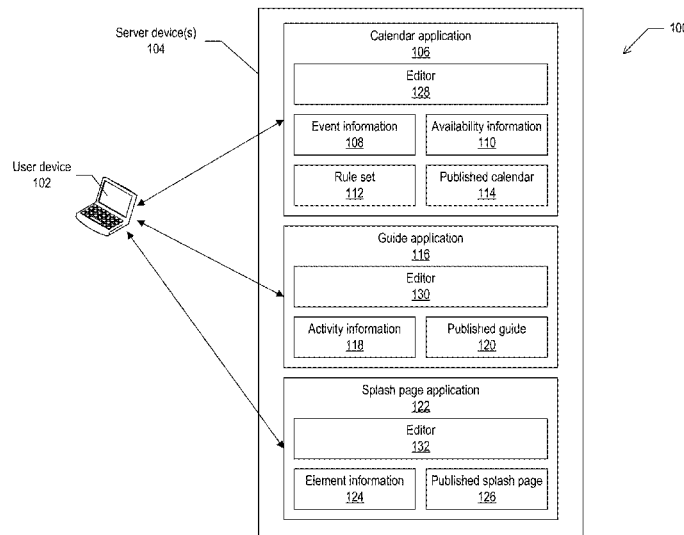 100
Server device(s)
104
Calendar application
106
Editor
128
Event information
108
Availability information
110
Rule set
112
Published calendar
114
User device
102
Guide application
116
Editor
130
Activity information
118
Published guide
120
Splash page application
122
Editor
132
Element information
124
Published splash page
126